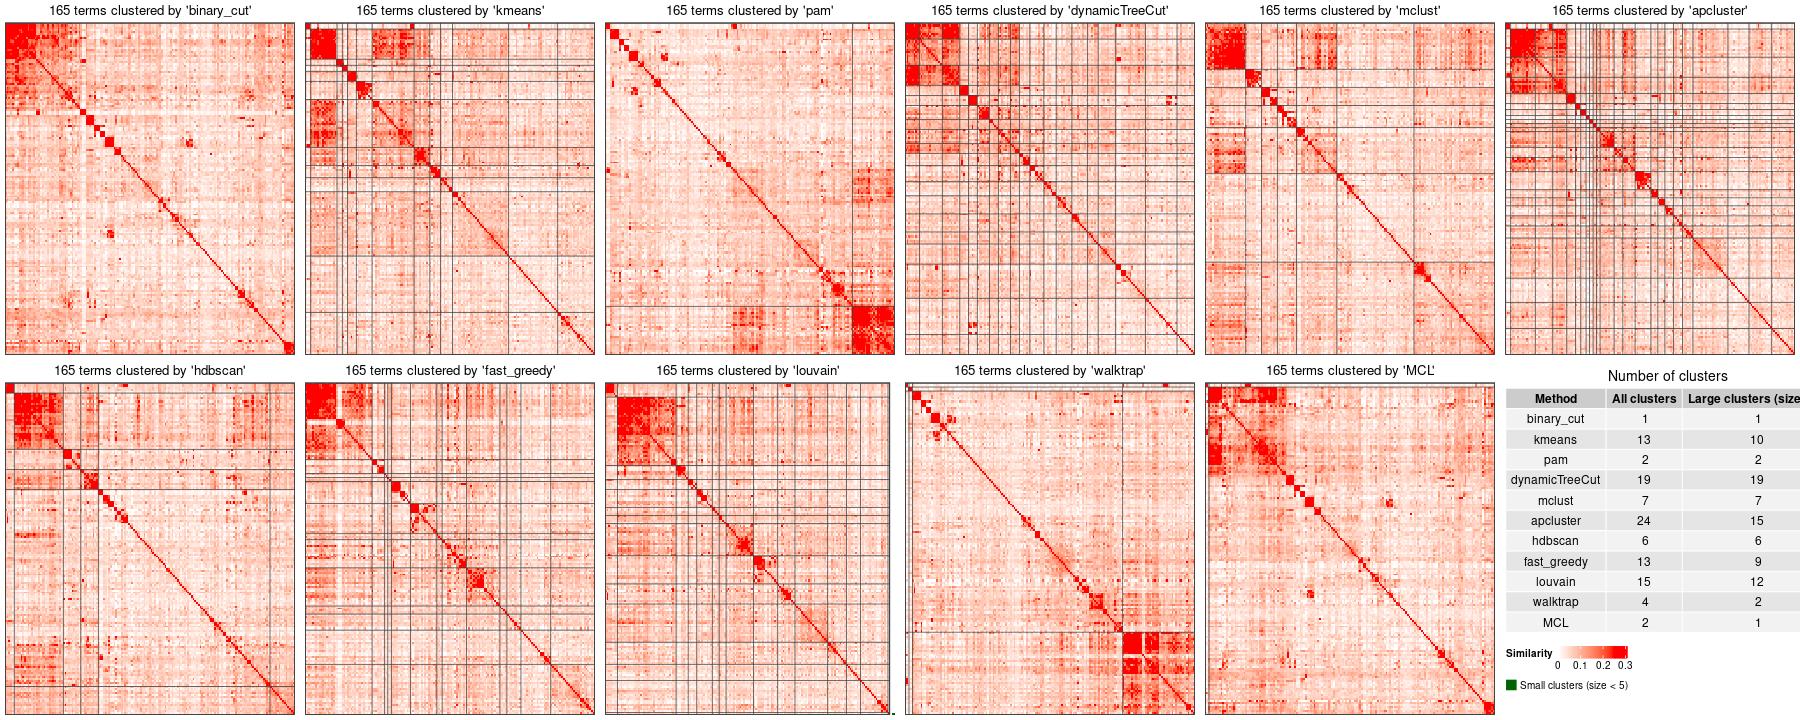 165 terms clustered by 'binary_cut'
165 terms clustered by 'kmeans'
165 terms clustered by 'pam'
165 terms clustered by 'dynamicTreeCut'
165 terms clustered by 'mclust'
165 terms clustered by 'apcluster'
165 terms clustered by 'hdbscan'
165 terms clustered by 'fast_greedy'
165 terms clustered by 'louvain'
165 terms clustered by 'walktrap'
165 terms clustered by 'MCL'
Number of clusters
Method All clusters Large clusters (size
binary_cut 1 1
kmeans 13 10
pam 2 2
dynamicTreeCut 19 19
mclust 7 7
apcluster 24 15
hdbscan 6 6
fast_greedy 13 9
louvain 15 12
walktrap 4 2
MCL 2 1
Similarity
0 0.1 0.2 0.3
Small clusters (size < 5)